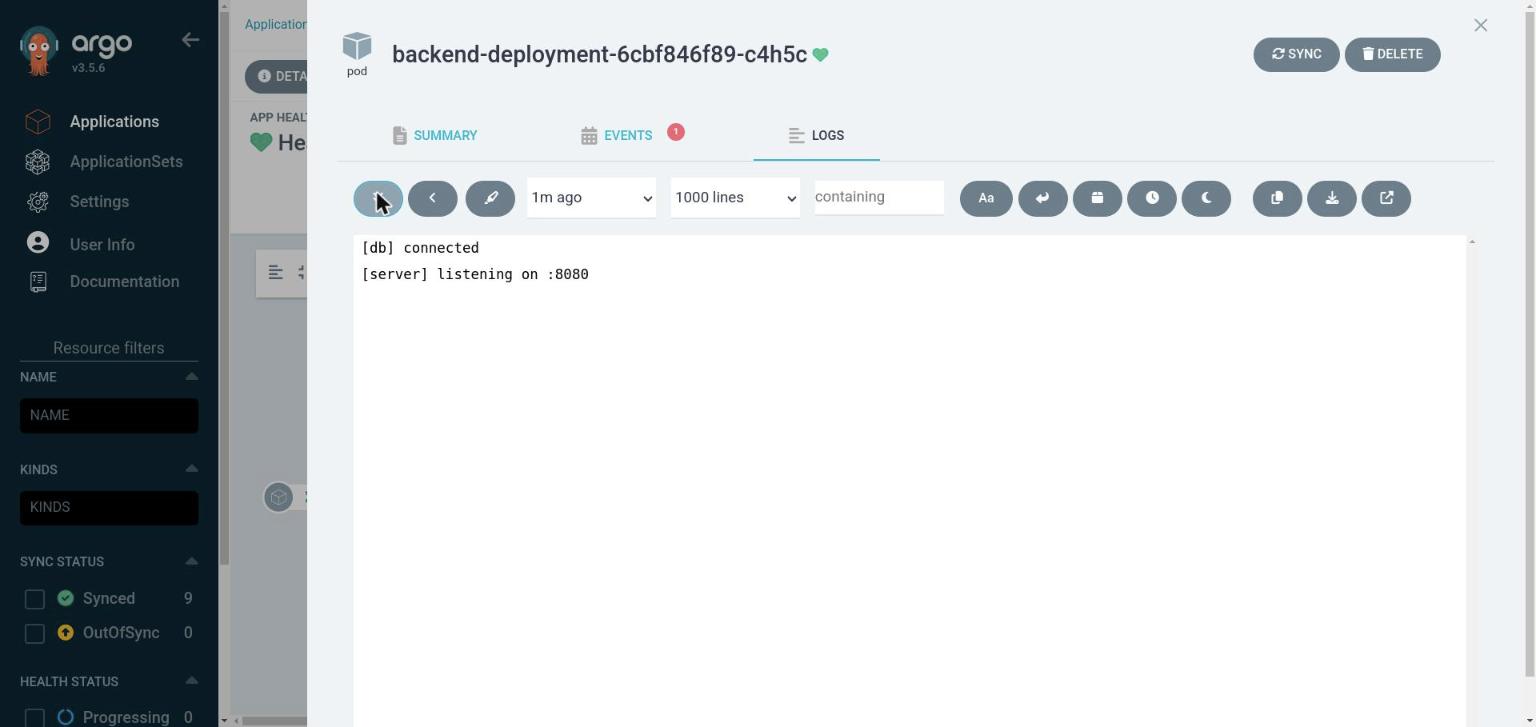 argo
v3.5.6
Applications
ApplicationSets
Settings
User Info
Documentation
Resource filters
NAME
NAME
KINDS
KINDS
SYNC STATUS
Synced 9
OutOfSync 0
HEALTH STATUS
Progressing 0
Application
DETA
APP HEAL
He
pod
backend-deployment-6cbf846f89-c4h5c
SYNC
DELETE
SUMMARY
EVENTS 1
LOGS
1m ago
1000 lines
containing
Aa
[db] connected
[server] listening on :8080